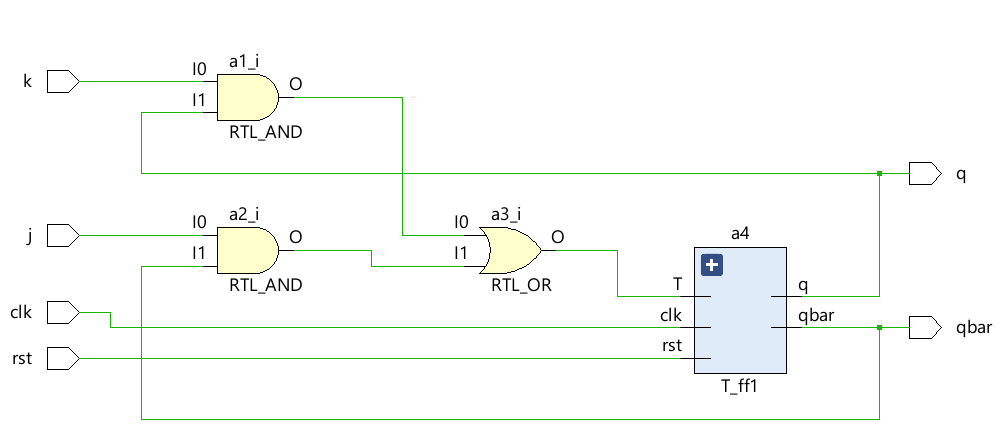 a1_i
k
I0
O
I1
RTL_AND
q
a2_i
a3_i
j
I0
O
I0
a4
I1
I1
O
RTL_AND
RTL_OR
T
q
clk
clk
qbar
qbar
rst
rst
T_ff1